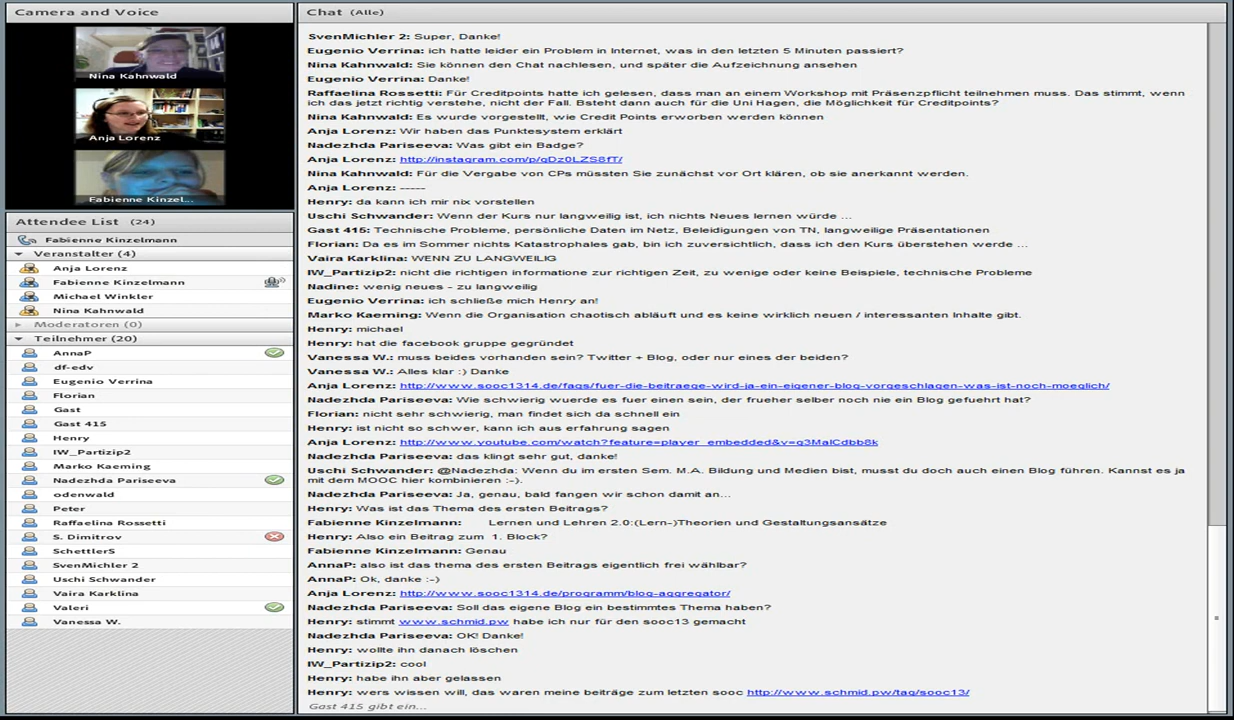 Camera and Voice
Nina Kahnwald
Anja Lorenz
Fabienne Kinzel...
Attendee List (24)
Fabienne Kinzelmann
Veranstalter (4)
Anja Lorenz
Fabienne Kinzelmann
Michael Winkler
Nina Kahnwald
Moderatoren (0)
Teilnehmer (20)
AnnaP
df-edv
Eugenio Verrina
Florian
Gast
Gast 415
Henry
IW_Partizip2
Marko Kaeming
Nadezhda Pariseeva
odenwald
Peter
Raffaelina Rossetti
S. Dimitrov
SchettlerS
SvenMichler 2
Uschi Schwander
Vaira Karklina
Valeri
Vanessa W.
Chat (Alle)
SvenMichler 2: Super, Danke!
Eugenio Verrina: ich hatte leider ein Problem in Internet, was in den letzten 5 Minuten passiert?
Nina Kahnwald: Sie können den Chat nachlesen, und später die Aufzeichnung ansehen
Eugenio Verrina: Danke!
Raffaelina Rossetti: Für Creditpoints hatte ich gelesen, dass man an einem Workshop mit Präsenzpflicht teilnehmen muss. Das stimmt, wenn
ich das jetzt richtig verstehe, nicht der Fall. Bsteht dann auch für die Uni Hagen, die Möglichkeit für Creditpoints?
Nina Kahnwald: Es wurde vorgestellt, wie Credit Points erworben werden können
Anja Lorenz: Wir haben das Punktesystem erklärt
Nadezhda Pariseeva: Was gibt ein Badge?
Anja Lorenz: http://instagram.com/p/qDz0LZS8fT/
Nina Kahnwald: Für die Vergabe von CPs müssten Sie zunächst vor Ort klären, ob sie anerkannt werden.
Anja Lorenz: -----
Henry: da kann ich mir nix vorstellen
Uschi Schwander: Wenn der Kurs nur langweilig ist, ich nichts Neues lernen würde ...
Gast 415: Technische Probleme, persönliche Daten im Netz, Beleidigungen von TN, langweilige Präsentationen
Florian: Da es im Sommer nichts Katastrophales gab, bin ich zuversichtlich, dass ich den Kurs überstehen werde ...
Vaira Karklina: WENN ZU LANGWEILIG
IW_Partizip2: nicht die richtigen informatione zur richtigen Zeit, zu wenige oder keine Beispiele, technische Probleme
Nadine: wenig neues - zu langweilig
Eugenio Verrina: ich schließe mich Henry an!
Marko Kaeming: Wenn die Organisation chaotisch abläuft und es keine wirklich neuen / interessanten Inhalte gibt.
Henry: michael
Henry: hat die facebook gruppe gegründet
Vanessa W.: muss beides vorhanden sein? Twitter + Blog, oder nur eines der beiden?
Vanessa W.: Alles klar :) Danke
Anja Lorenz: http://www.sooc1314.de/faqs/fuer-die-beitraege-wird-ja-ein-eigener-blog-vorgeschlagen-was-ist-noch-moeglich/
Nadezhda Pariseeva: Wie schwierig wuerde es fuer einen sein, der frueher selber noch nie ein Blog gefuehrt hat?
Florian: nicht sehr schwierig, man findet sich da schnell ein
Henry: ist nicht so schwer, kann ich aus erfahrung sagen
Anja Lorenz: http://www.youtube.com/watch?feature=player_embedded&v=q3MalCdbb8k
Nadezhda Pariseeva: das klingt sehr gut, danke!
Uschi Schwander: @Nadezhda: Wenn du im ersten Sem. M.A. Bildung und Medien bist, musst du doch auch einen Blog führen. Kannst es ja
mit dem MOOC hier kombinieren :-).
Nadezhda Pariseeva: Ja, genau, bald fangen wir schon damit an...
Henry: Was ist das Thema des ersten Beitrags?
Fabienne Kinzelmann: Lernen und Lehren 2.0:(Lern-)Theorien und Gestaltungsansätze
Henry: Also ein Beitrag zum 1. Block?
Fabienne Kinzelmann: Genau
AnnaP: also ist das thema des ersten Beitrags eigentlich frei wählbar?
AnnaP: Ok, danke :-)
Anja Lorenz: http://www.sooc1314.de/programm/blog-aggregator/
Nadezhda Pariseeva: Soll das eigene Blog ein bestimmtes Thema haben?
Henry: stimmt www.schmid.pw habe ich nur für den sooc13 gemacht
Nadezhda Pariseeva: OK! Danke!
Henry: wollte ihn danach löschen
IW_Partizip2: cool
Henry: habe ihn aber gelassen
Henry: wers wissen will, das waren meine beiträge zum letzten sooc http://www.schmid.pw/tag/sooc13/
Gast 415 gibt ein...